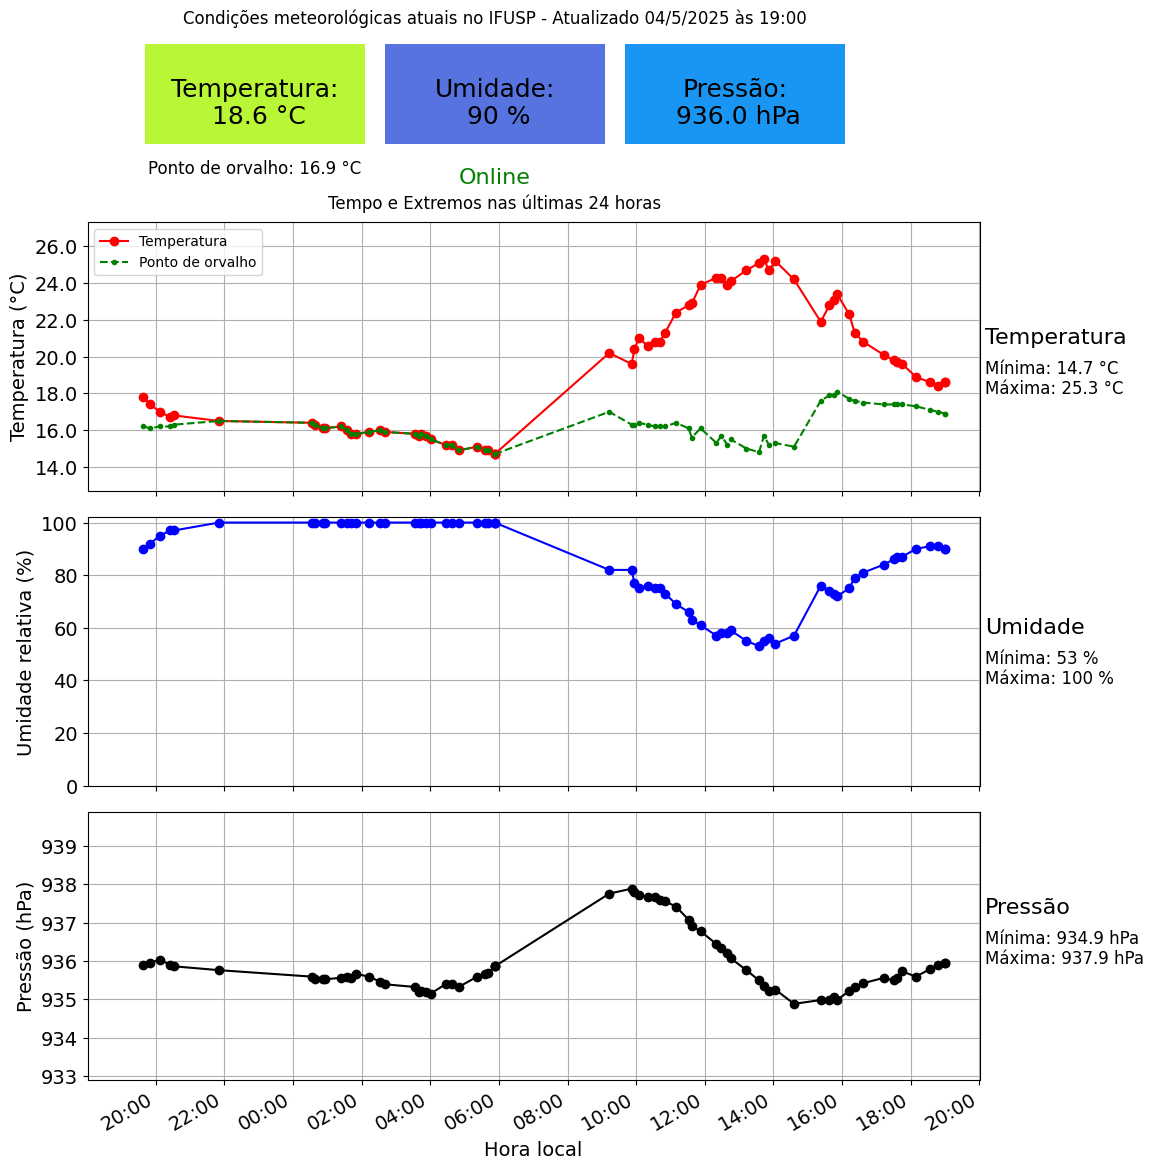 Condições meteorológicas atuais no IFUSP - Atualizado 04/5/2025 às 19:00
Temperatura:
18.6 °C
Umidade:
90 %
Pressão:
936.0 hPa
Ponto de orvalho: 16.9 °C
Online
Tempo e Extremos nas últimas 24 horas
Temperatura (°C)
26.0
24.0
22.0
20.0
18.0
16.0
14.0
Temperatura
Ponto de orvalho
Temperatura
Mínima: 14.7 °C
Máxima: 25.3 °C
Umidade relativa (%)
100
80
60
40
20
0
Umidade
Mínima: 53 %
Máxima: 100 %
Pressão (hPa)
939
938
937
936
935
934
933
Pressão
Mínima: 934.9 hPa
Máxima: 937.9 hPa
20:00
22:00
00:00
02:00
04:00
06:00
08:00
10:00
12:00
14:00
16:00
18:00
20:00
Hora local